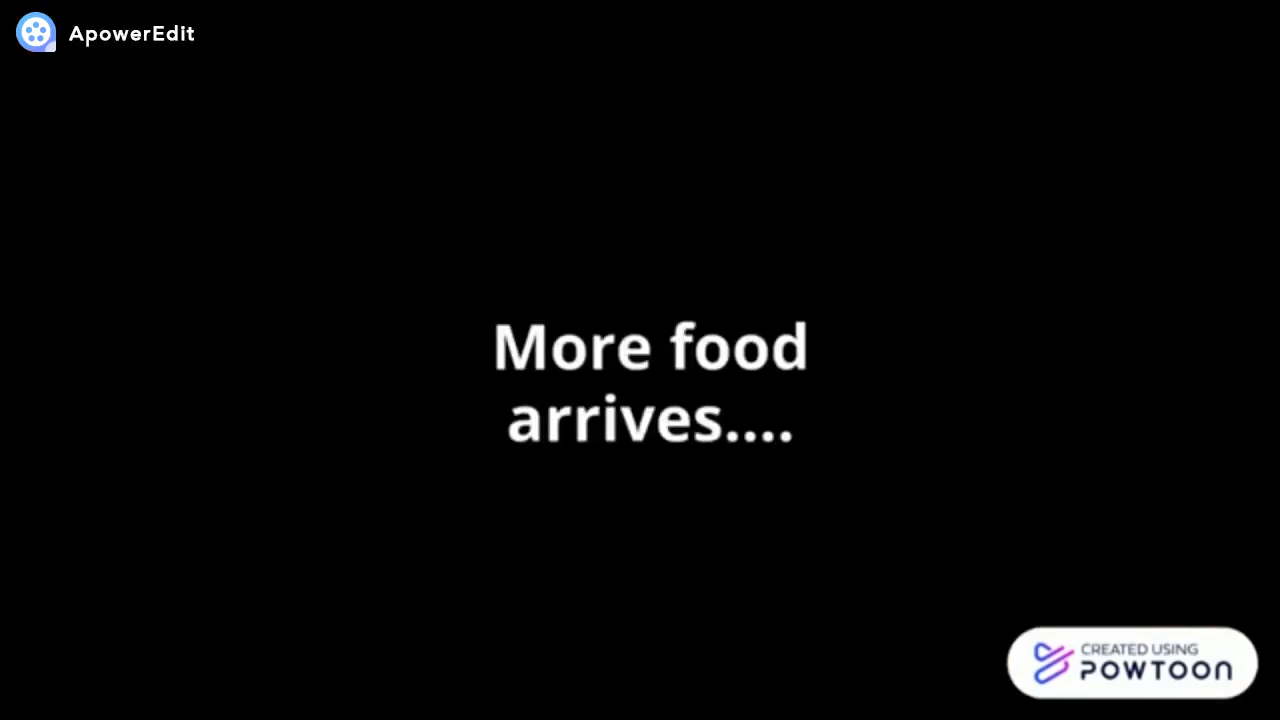 ApowerEdit
More food
arrives....
CREATED USING
POWTOON